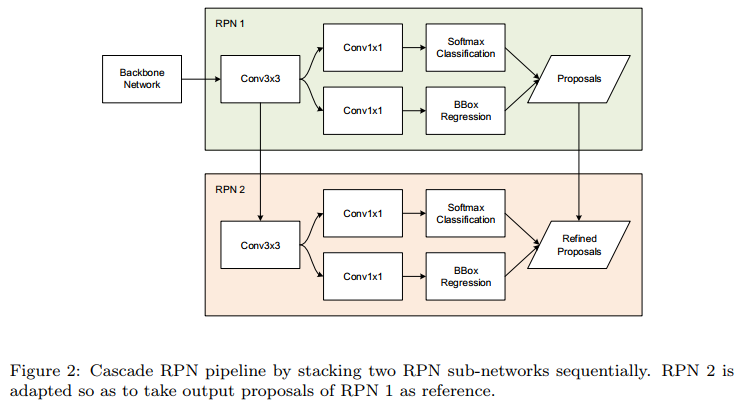 RPN 1
Backbone
Network
Conv3x3
Conv1x1
Softmax
Classification
Conv1x1
BBox
Regression
Proposals
RPN 2
Conv3x3
Conv1x1
Softmax
Classification
Conv1x1
BBox
Regression
Refined
Proposals
Figure 2: Cascade RPN pipeline by stacking two RPN sub-networks sequentially. RPN 2 is
adapted so as to take output proposals of RPN 1 as reference.